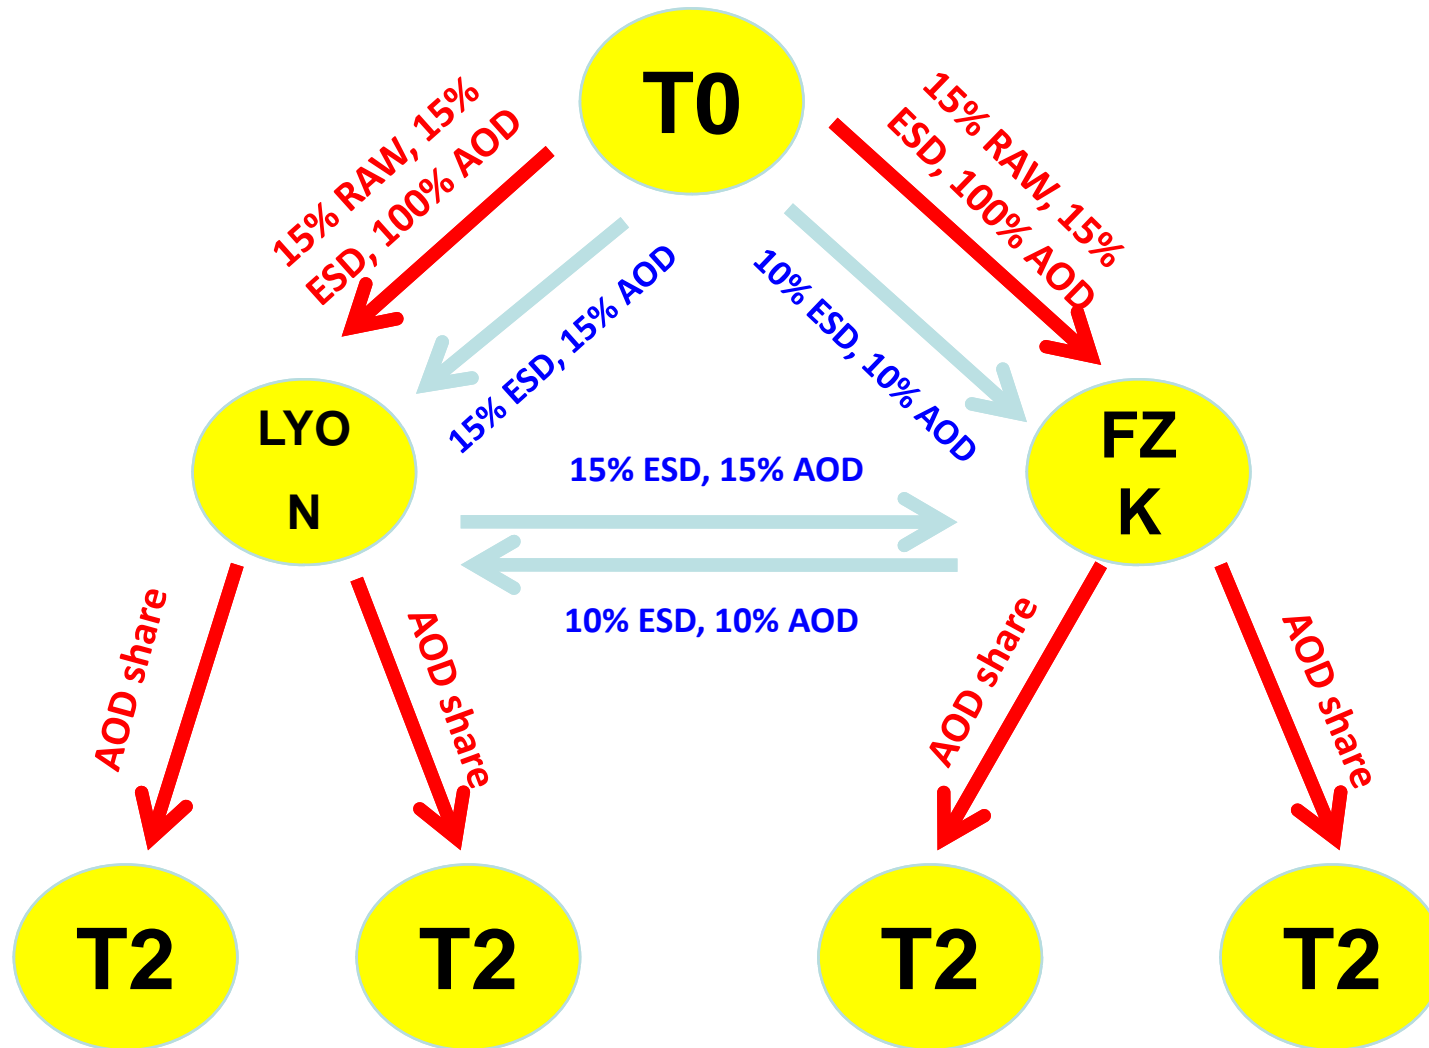 T0
15% RAW, 15%
ESD, 100% AOD
15% RAW, 15%
ESD, 100% AOD
15% ESD, 15% AOD
10% ESD, 10% AOD
LYO
N
FZ
K
15% ESD, 15% AOD
10% ESD, 10% AOD
AOD share
AOD share
AOD share
AOD share
T2
T2
T2
T2